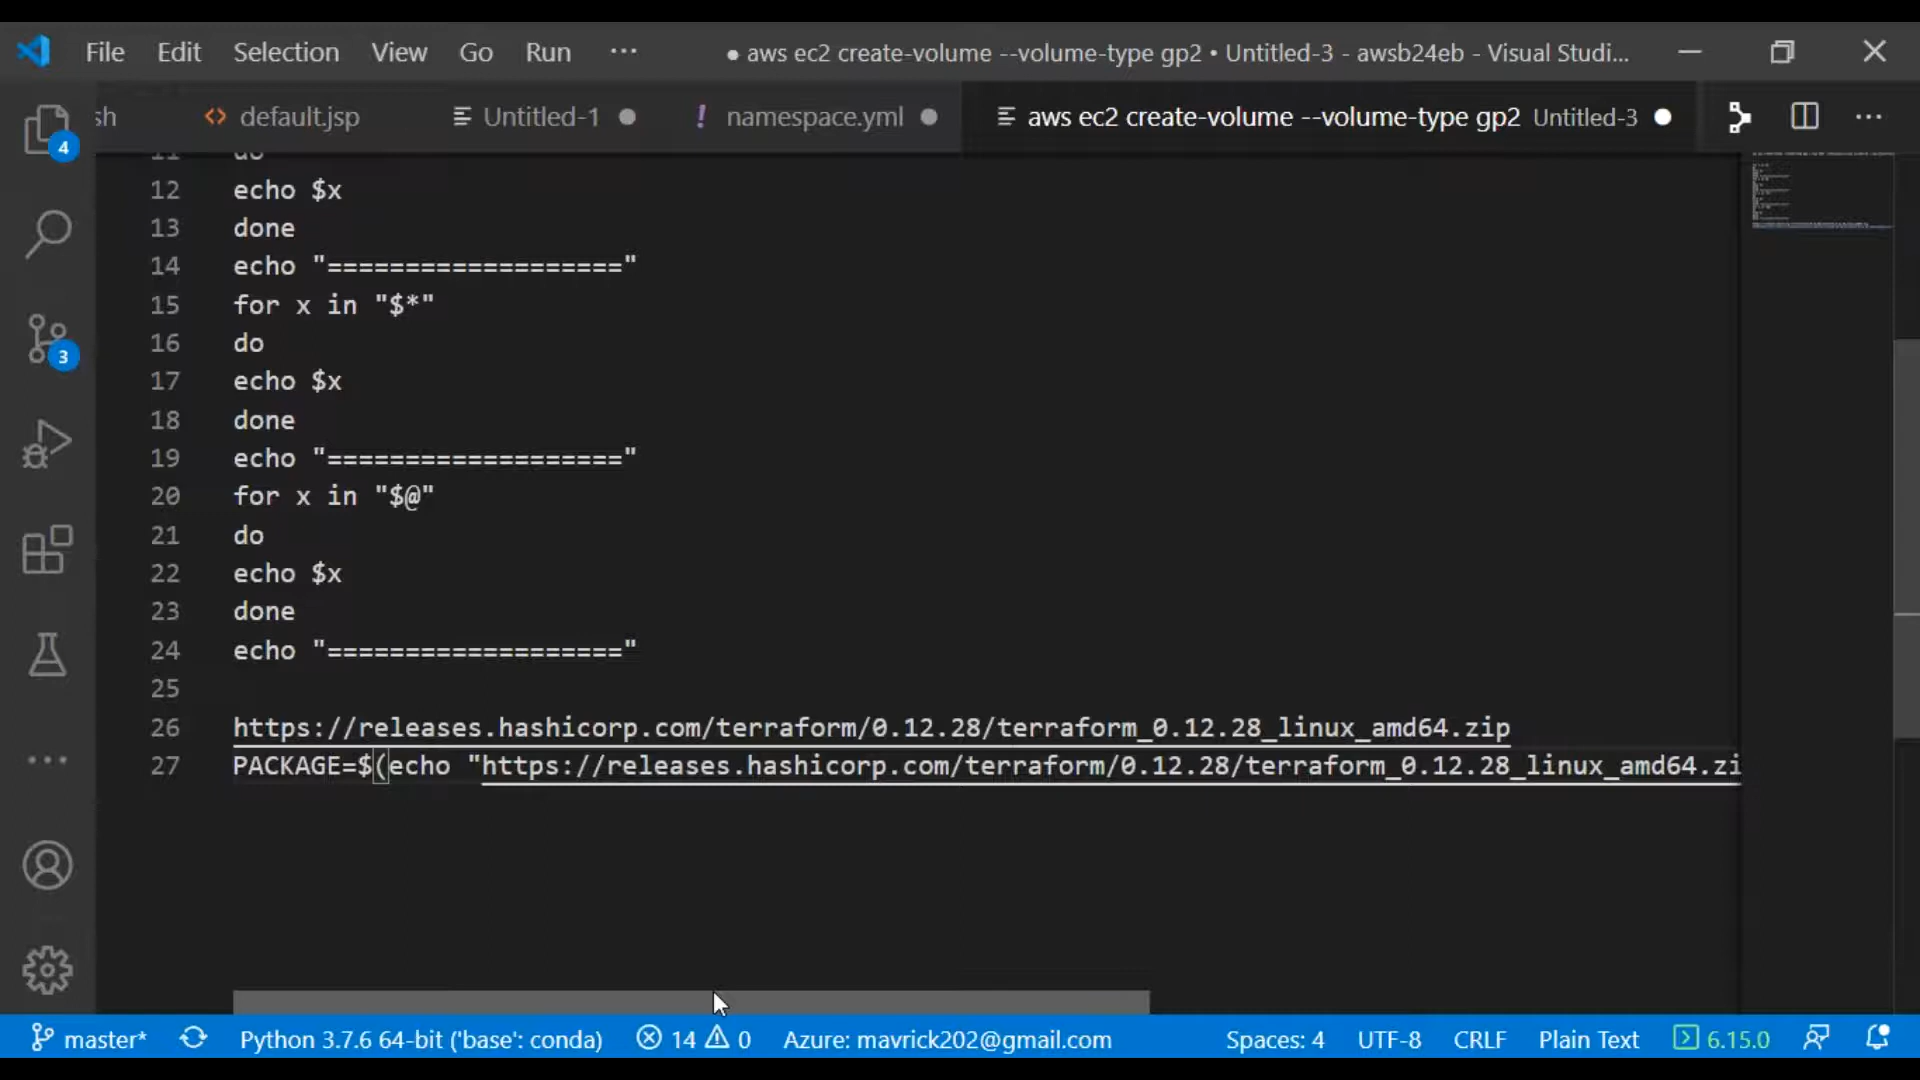 File Edit Selection View Go Run ··· ● aws ec2 create-volume --volume-type gp2 • Untitled-3 - awsb24eb - Visual Studi...
sh <> default.jsp Untitled-1 ● ! namespace.yml ● aws ec2 create-volume --volume-type gp2 Untitled-3 ●
11 do
12 echo $x
13 done
14 echo "==================="
15 for x in "$*"
16 do
17 echo $x
18 done
19 echo "==================="
20 for x in "$@"
21 do
22 echo $x
23 done
24 echo "==================="
25
26 https://releases.hashicorp.com/terraform/0.12.28/terraform_0.12.28_linux_amd64.zip
27 PACKAGE=$(echo "https://releases.hashicorp.com/terraform/0.12.28/terraform_0.12.28_linux_amd64.zi
4
3
master* Python 3.7.6 64-bit ('base': conda) 14 0 Azure: mavrick202@gmail.com Spaces: 4 UTF-8 CRLF Plain Text 6.15.0